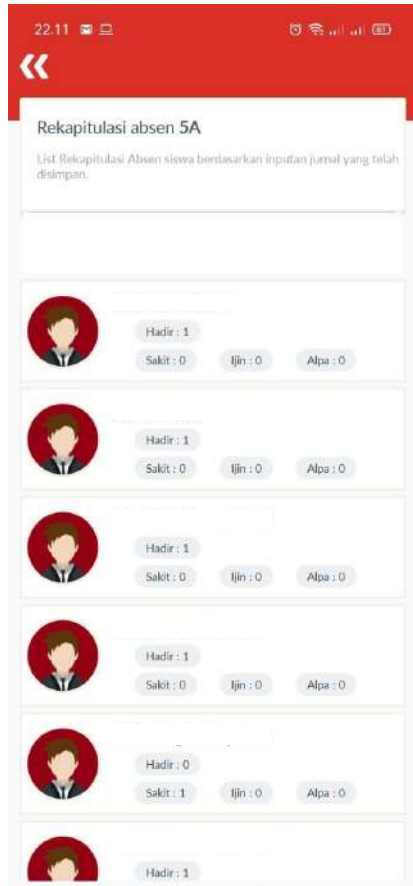 22.11
Rekapitulasi absen 5A
List Rekapitulasi Absen siswa berdasarkan inputan jurnal yang telah
disimpan.
Hadir : 1
Sakit : 0 Ijin : 0 Alpa : 0
Hadir : 1
Sakit : 0 Ijin : 0 Alpa : 0
Hadir : 1
Sakit : 0 Ijin : 0 Alpa : 0
Hadir : 1
Sakit : 0 Ijin : 0 Alpa : 0
Hadir : 0
Sakit : 1 Ijin : 0 Alpa : 0
Hadir : 1